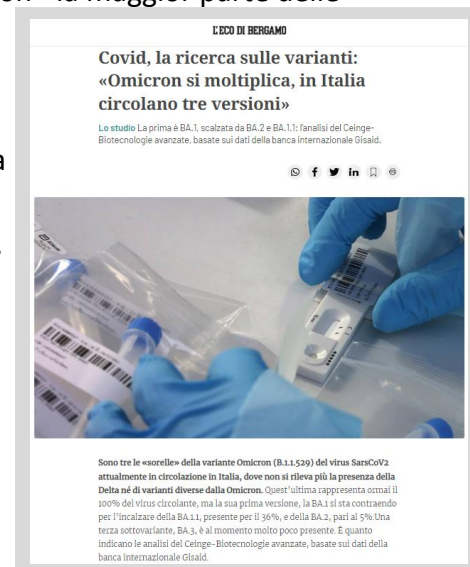 la maggior parte delle
a
L'ECO DI BERGAMO
Covid, la ricerca sulle varianti:
«Omicron si moltiplica, in Italia
circolano tre versioni»
Lo studio La prima è BA.1, scalzata da BA.2 e BA.1.1: l'analisi del Ceinge-
Biotecnologie avanzate, basate sui dati della banca internazionale Gisaid.
Sono tre le «sorelle» della variante Omicron (B.1.1.529) del virus SarsCoV2
attualmente in circolazione in Italia, dove non si rileva più la presenza della
Delta né di varianti diverse dalla Omicron. Quest'ultima rappresenta ormai il
100% del virus circolante, ma la sua prima versione, la BA.1 si sta contraendo
per l'incalzare della BA.1.1, presente per il 36%, e della BA.2, pari al 5%.Una
terza sottovariante, BA.3, è al momento molto poco presente. È quanto
indicano le analisi del Ceinge-Biotecnologie avanzate, basate sui dati della
banca internazionale Gisaid.